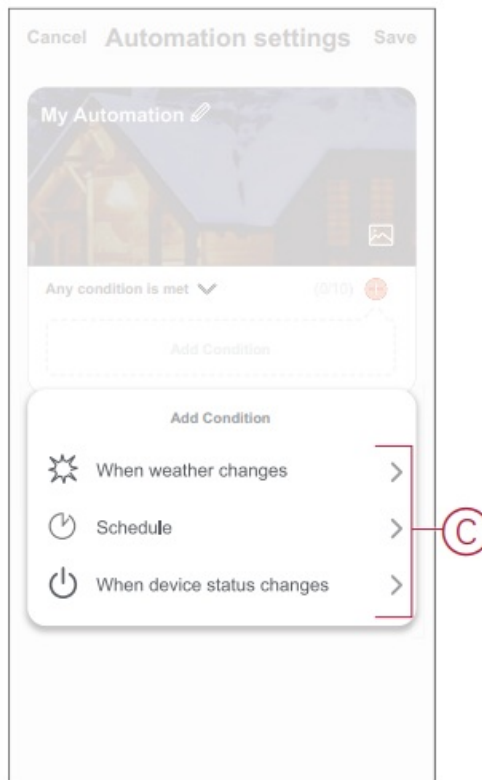 Cancel Automation settings Save
My Automation
Any condition is met (0/10)
Add Condition
Add Condition
When weather changes
Schedule
When device status changes
C